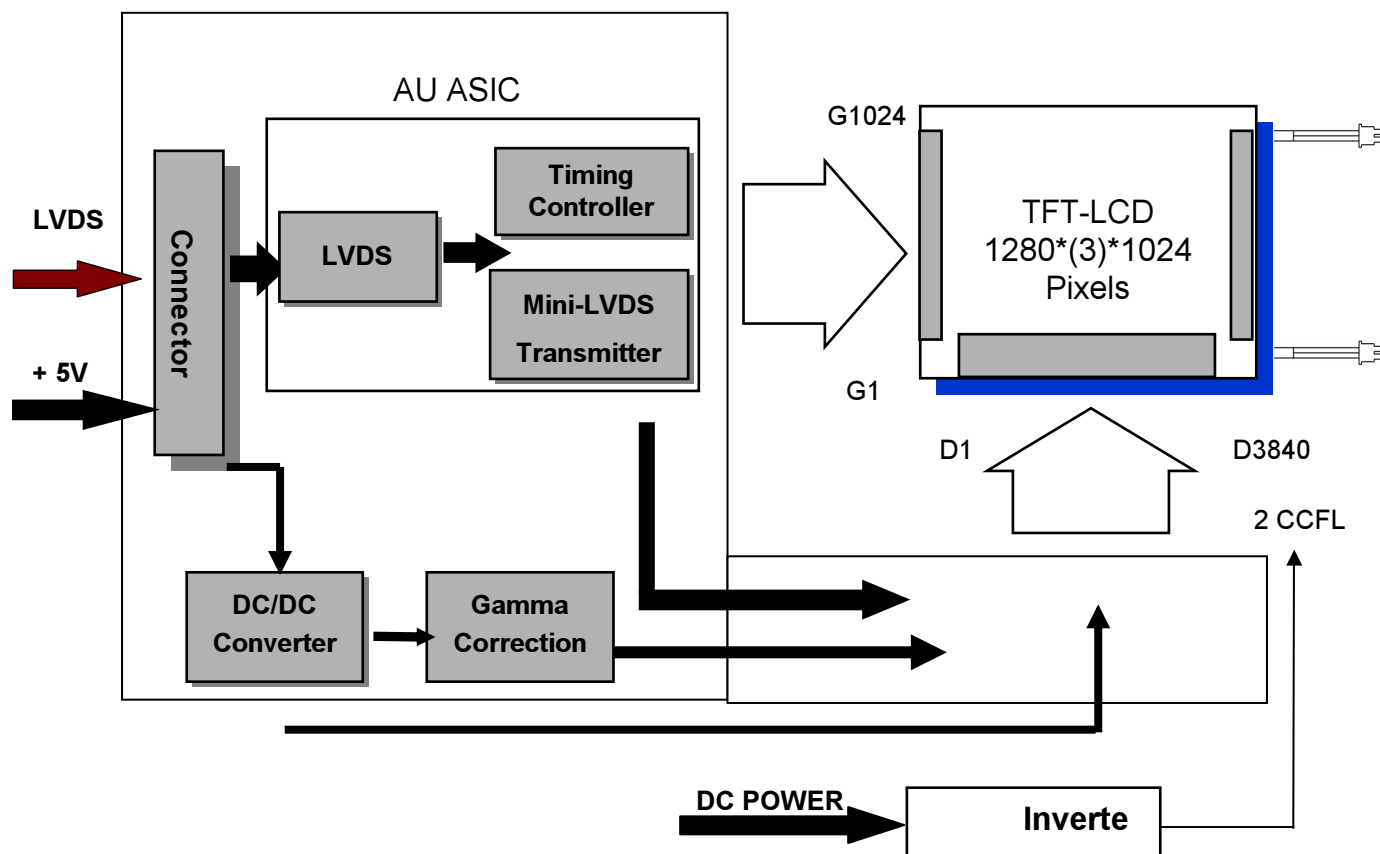 AU ASIC
G1024
Timing
Controller
LVDS
Connector
LVDS
TFT-LCD
1280*(3)*1024
Pixels
Mini-LVDS
Transmitter
+ 5V
G1
D1
D3840
2 CCFL
DC/DC
Converter
Gamma
Correction
DC POWER
Inverte